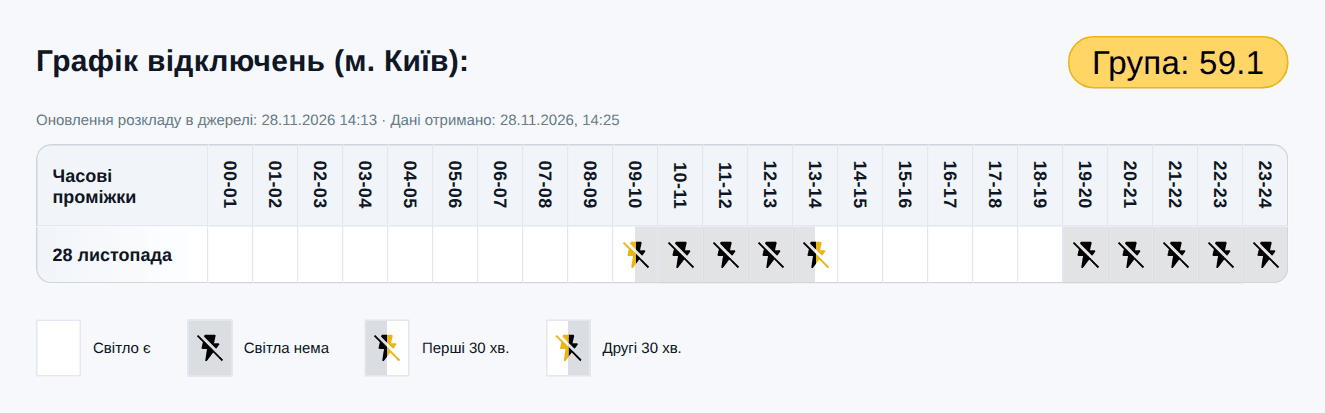 Графік відключень (м. Київ):
Група: 59.1
Оновлення розкладу в джерелі: 28.11.2026 14:13 · Дані отримано: 28.11.2026, 14:25
Часові
проміжки
00-01
01-02
02-03
03-04
04-05
05-06
06-07
07-08
08-09
09-10
10-11
11-12
12-13
13-14
14-15
15-16
16-17
17-18
18-19
19-20
20-21
21-22
22-23
23-24
28 листопада
Світло є
Світла нема
Перші 30 хв.
Другі 30 хв.